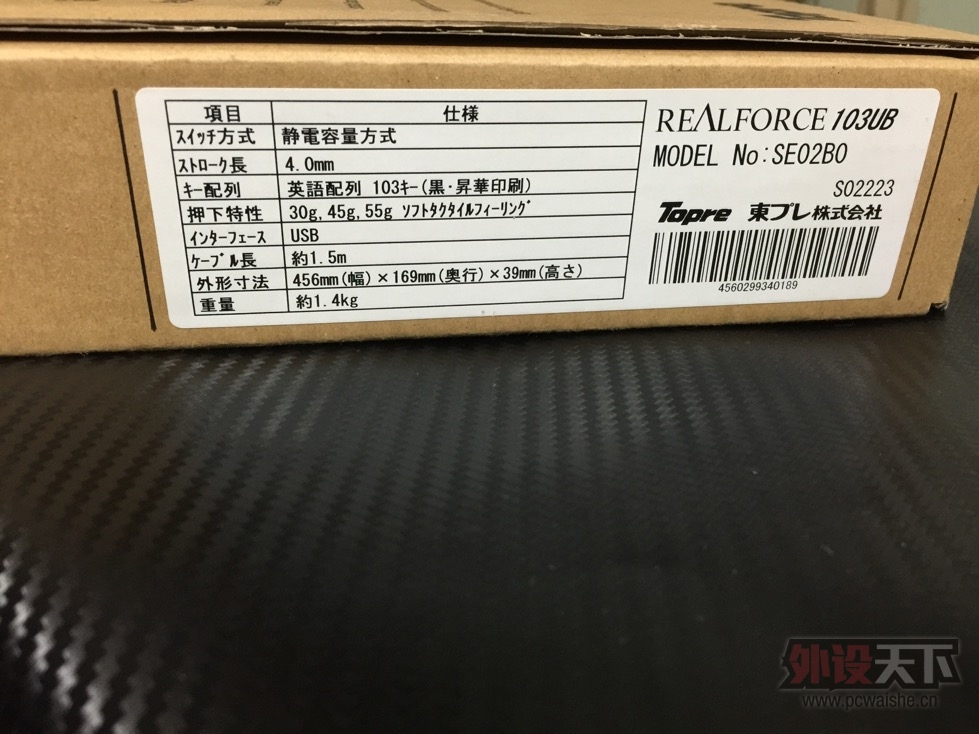 項目 仕様
スイッチ方式 静電容量方式
ストローク長 4.0mm
キー配列 英語配列 103キー(黒・昇華印刷)
押下特性 30g,45g,55g ソフトタクタイルフィーリング
インターフェース USB
ケーブル長 約1.5m
外形寸法 456mm(幅)×169mm(奥行)×39mm(高さ)
重量 約1.4kg
REALFORCE 103UB
MODEL No:SE02B0
S02223
Topre 東プレ株式会社
4560299340189
外设天下
www.pcwaishe.cn